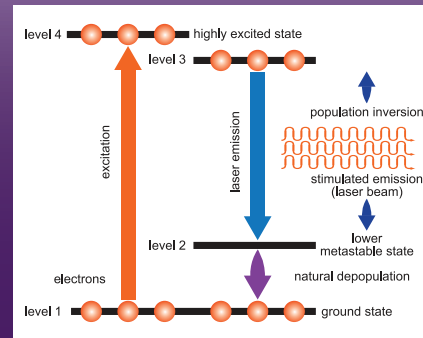 level 4
highly excited state
level 3
population inversion
excitation
laser emission
stimulated emission
(laser beam)
level 2
lower
metastable state
electrons
natural depopulation
level 1
ground state